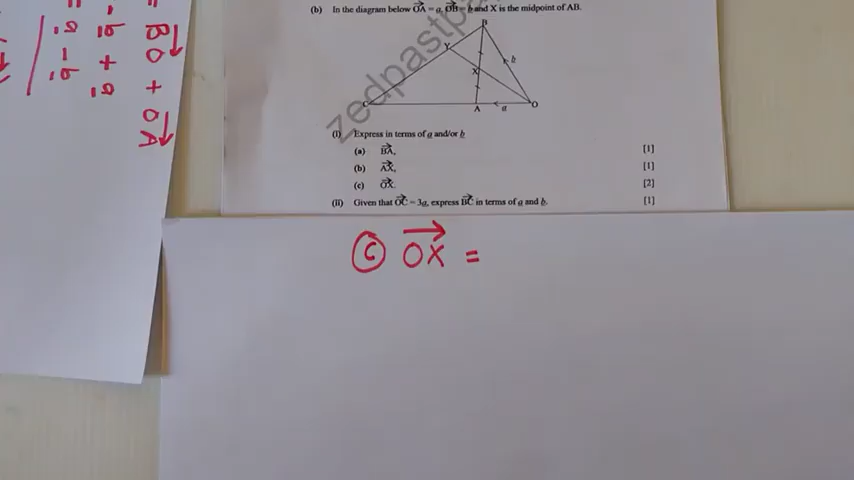 (b) In the diagram below OA = a, OB = b and X is the midpoint of AB.
B
Y
b
X
C
A
a
O
zedpastpa
(i) Express in terms of a and/or b
(a) BA, [1]
(b) AX, [1]
(c) OX. [2]
(ii) Given that OC = 3a, express BC in terms of a and b. [1]
= BO + OA
= - b + a
= a - b
(c) OX =